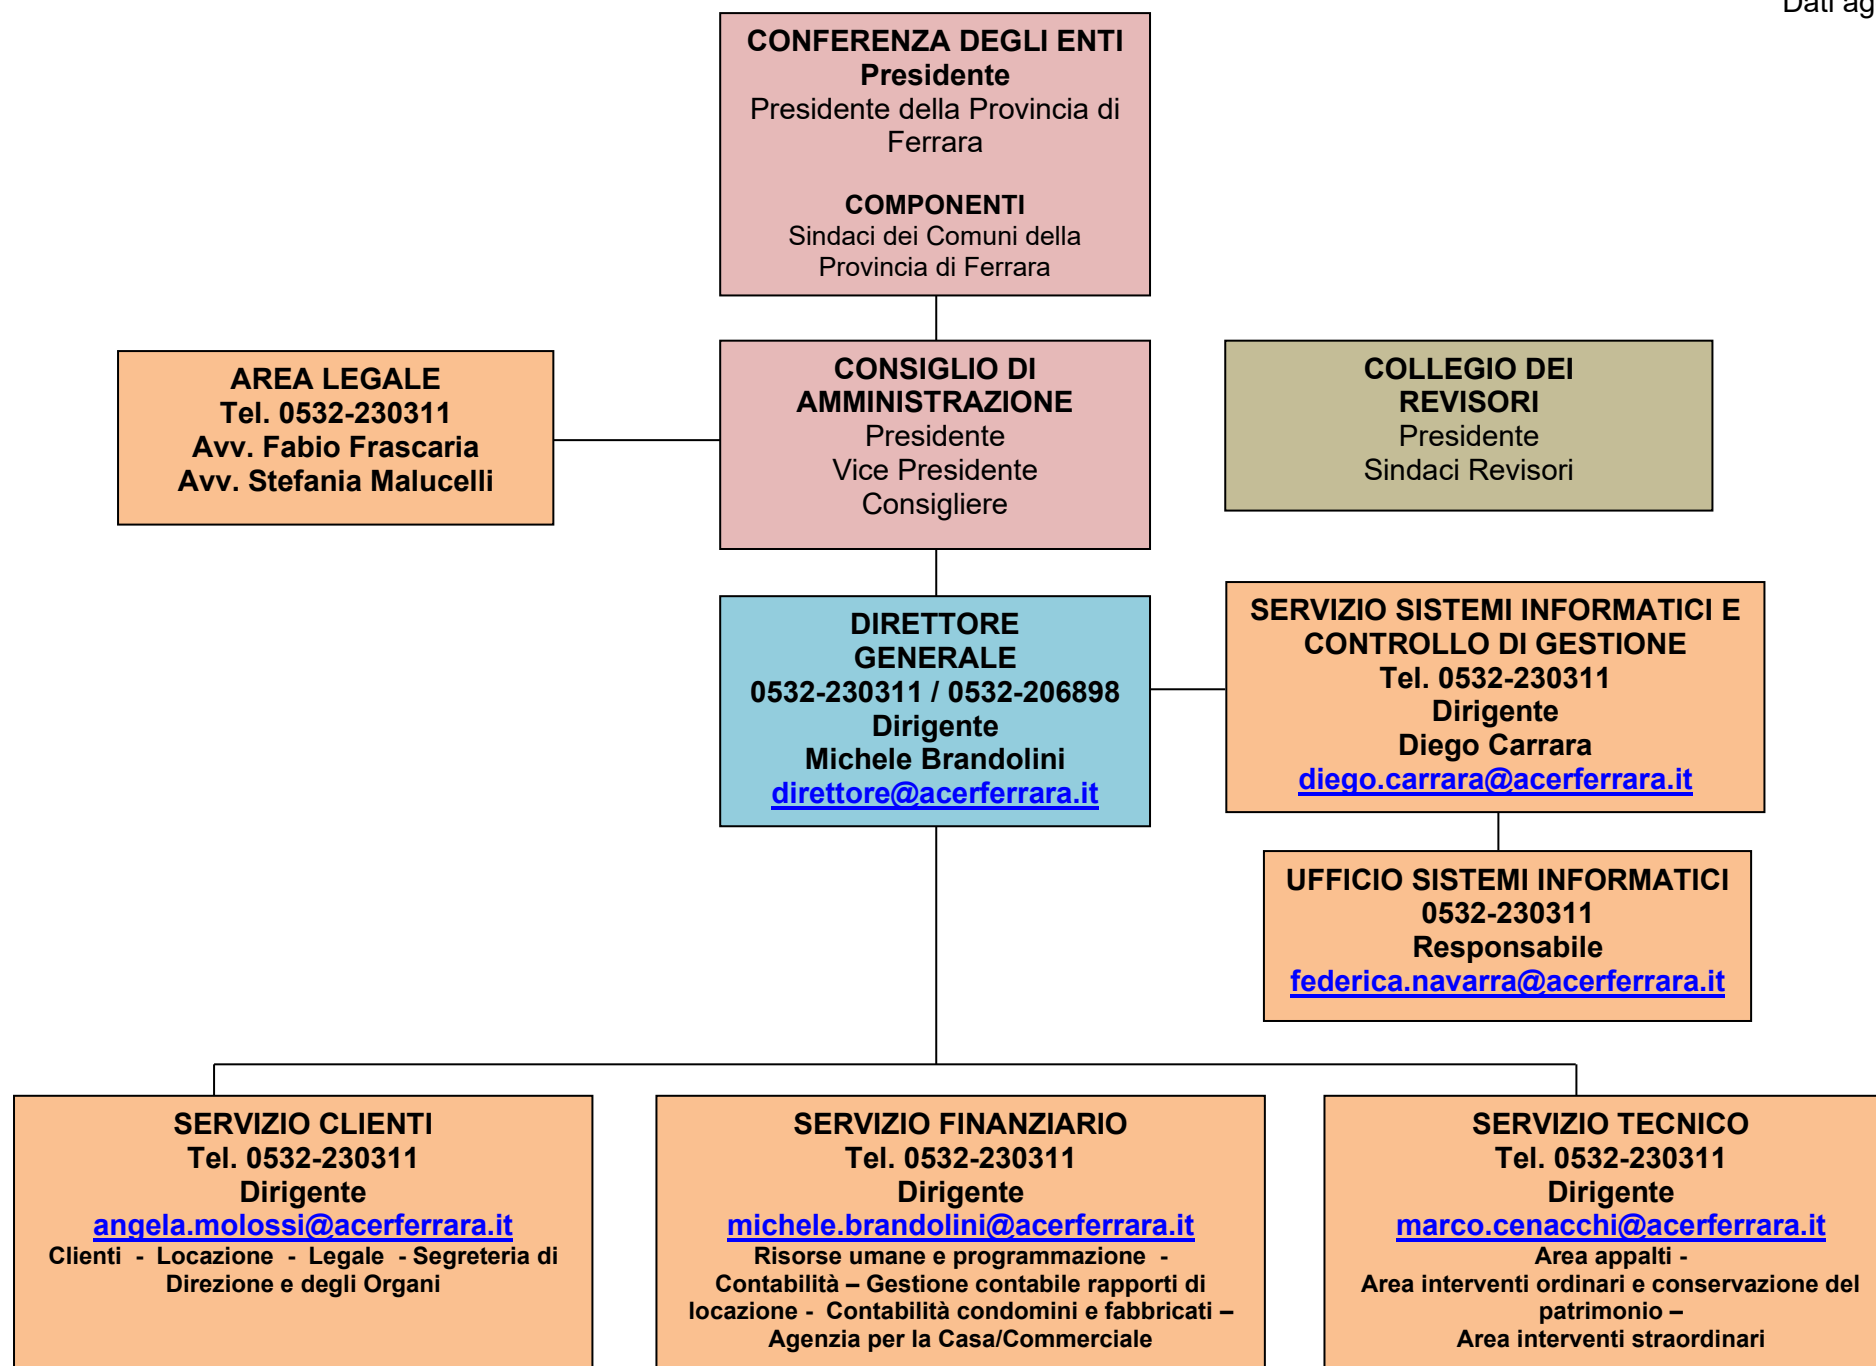 Dati ag
CONFERENZA DEGLI ENTI
Presidente
Presidente della Provincia di
Ferrara
COMPONENTI
Sindaci dei Comuni della
Provincia di Ferrara
AREA LEGALE
Tel. 0532-230311
Avv. Fabio Frascaria
Avv. Stefania Malucelli
CONSIGLIO DI
AMMINISTRAZIONE
Presidente
Vice Presidente
Consigliere
COLLEGIO DEI
REVISORI
Presidente
Sindaci Revisori
DIRETTORE
GENERALE
0532-230311 / 0532-206898
Dirigente
Michele Brandolini
direttore@acerferrara.it
SERVIZIO SISTEMI INFORMATICI E
CONTROLLO DI GESTIONE
Tel. 0532-230311
Dirigente
Diego Carrara
diego.carrara@acerferrara.it
UFFICIO SISTEMI INFORMATICI
0532-230311
Responsabile
federica.navarra@acerferrara.it
SERVIZIO CLIENTI
Tel. 0532-230311
Dirigente
angela.molossi@acerferrara.it
Clienti - Locazione - Legale - Segreteria di
Direzione e degli Organi
SERVIZIO FINANZIARIO
Tel. 0532-230311
Dirigente
michele.brandolini@acerferrara.it
Risorse umane e programmazione -
Contabilità – Gestione contabile rapporti di
locazione - Contabilità condomini e fabbricati –
Agenzia per la Casa/Commerciale
SERVIZIO TECNICO
Tel. 0532-230311
Dirigente
marco.cenacchi@acerferrara.it
Area appalti -
Area interventi ordinari e conservazione del
patrimonio –
Area interventi straordinari